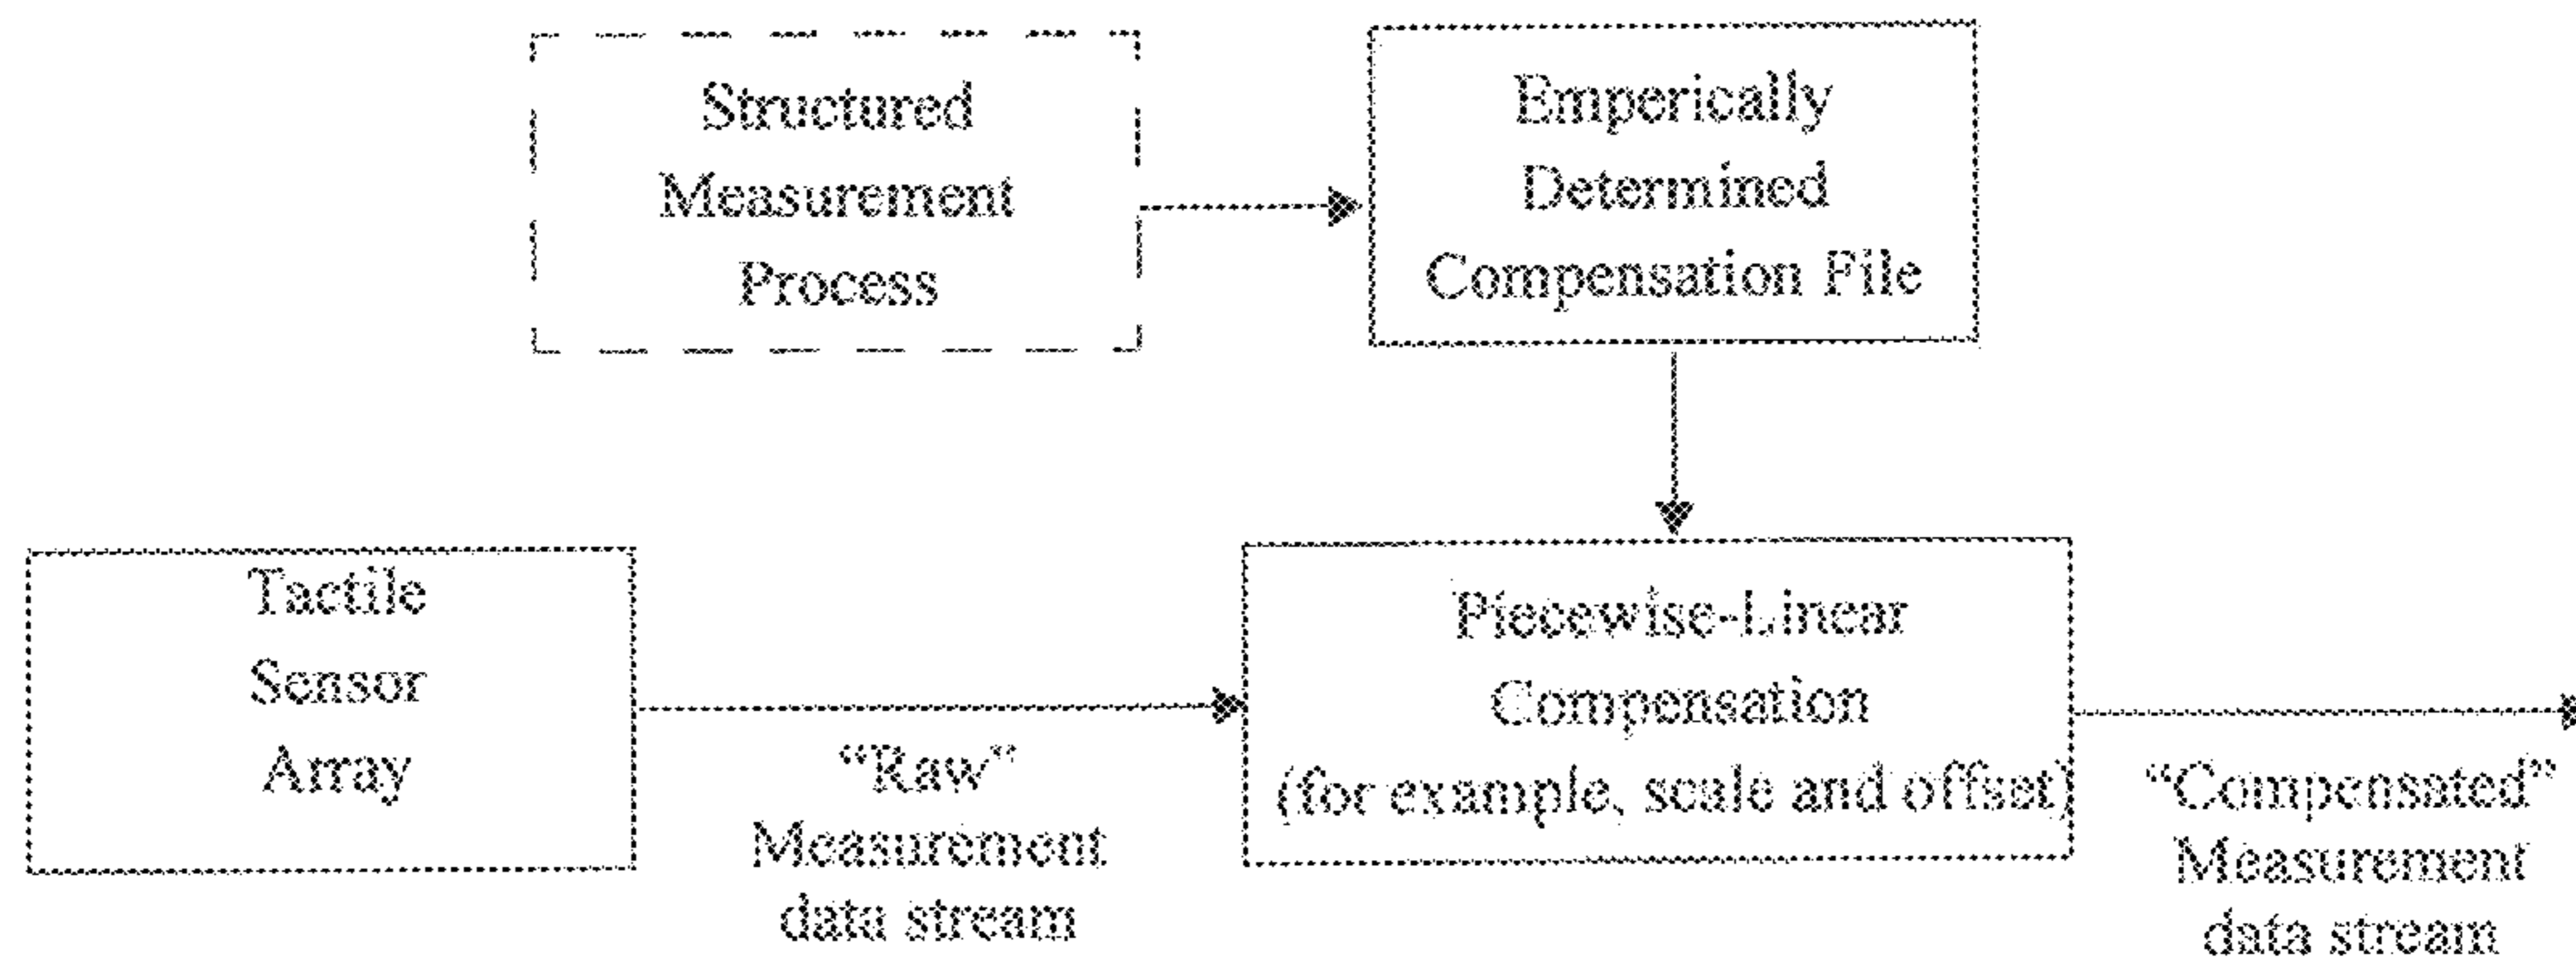 Structured
Measurement
Process
Emperically
Determined
Compensation File
Tactile
Sensor
Array
“Raw”
Measurement
data stream
Piecewise-Linear
Compensation
(for example, scale and offset)
“Compensated”
Measurement
data stream